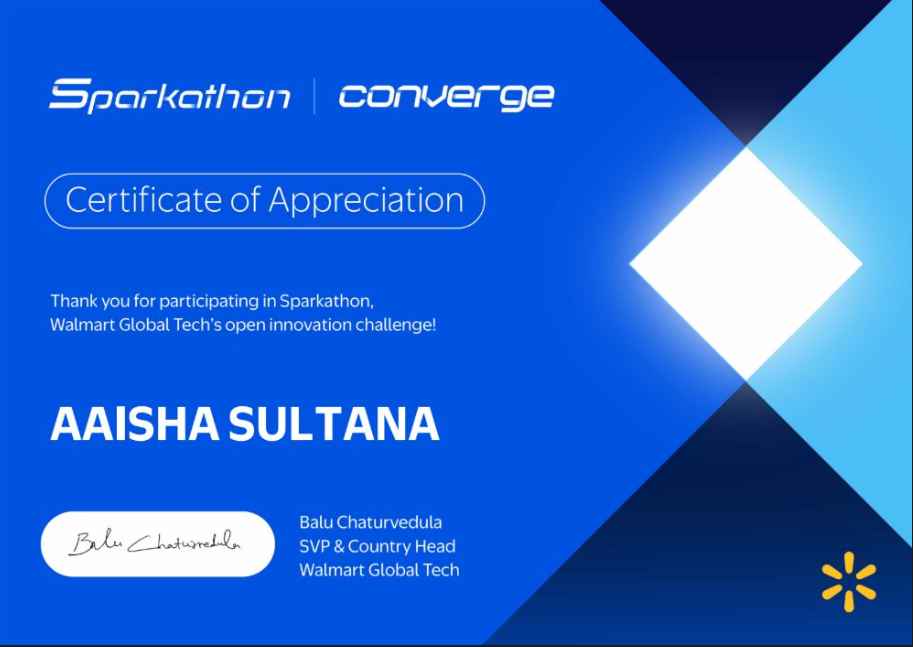 Sparkathon | converge
Certificate of Appreciation
Thank you for participating in Sparkathon,
Walmart Global Tech's open innovation challenge!
AAISHA SULTANA
Balu Chaturvedula
Balu Chaturvedula
SVP & Country Head
Walmart Global Tech